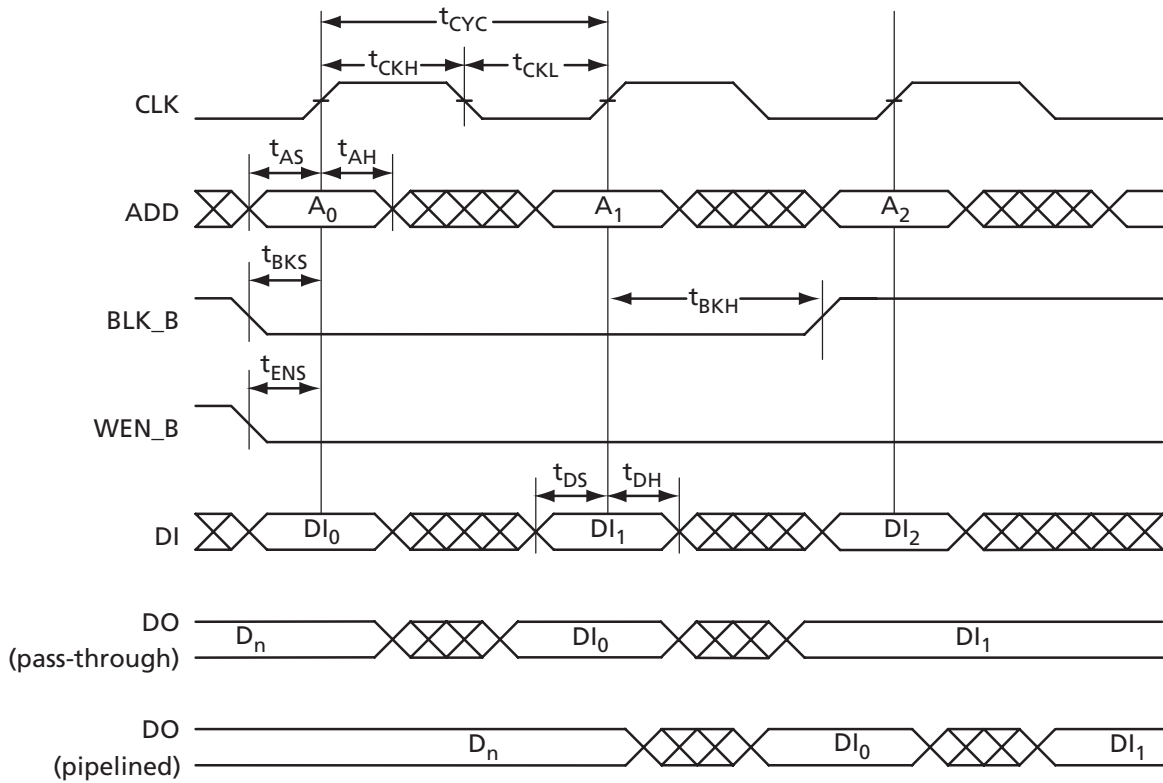 tCYC
tCKH tCKL
CLK
tAS tAH
ADD A0 A1 A2
tBKS
BLK_B tBKH
tENS
WEN_B
tDS tDH
DI DI0 DI1 DI2
DO
(pass-through) Dn DI0 DI1
DO
(pipelined) Dn DI0 DI1